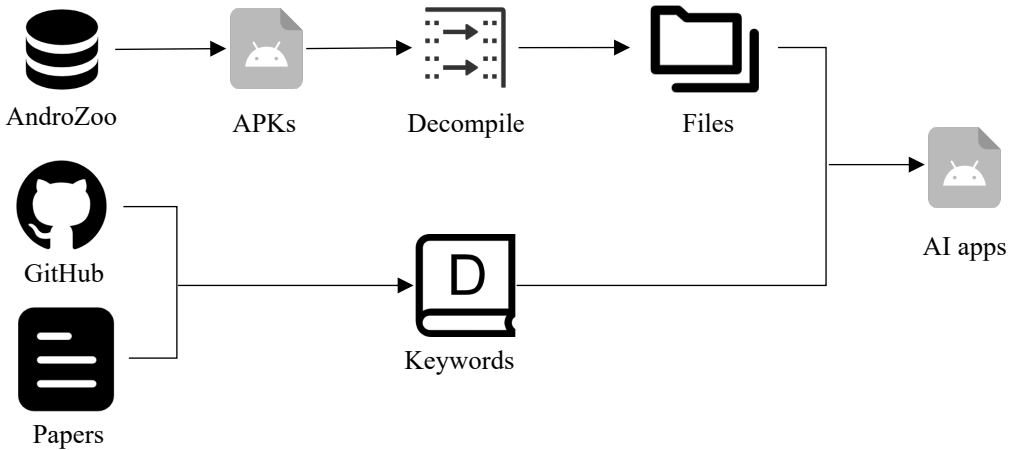 AndroZoo
APKs
Decompile
Files
GitHub
D
Keywords
Papers
AI apps